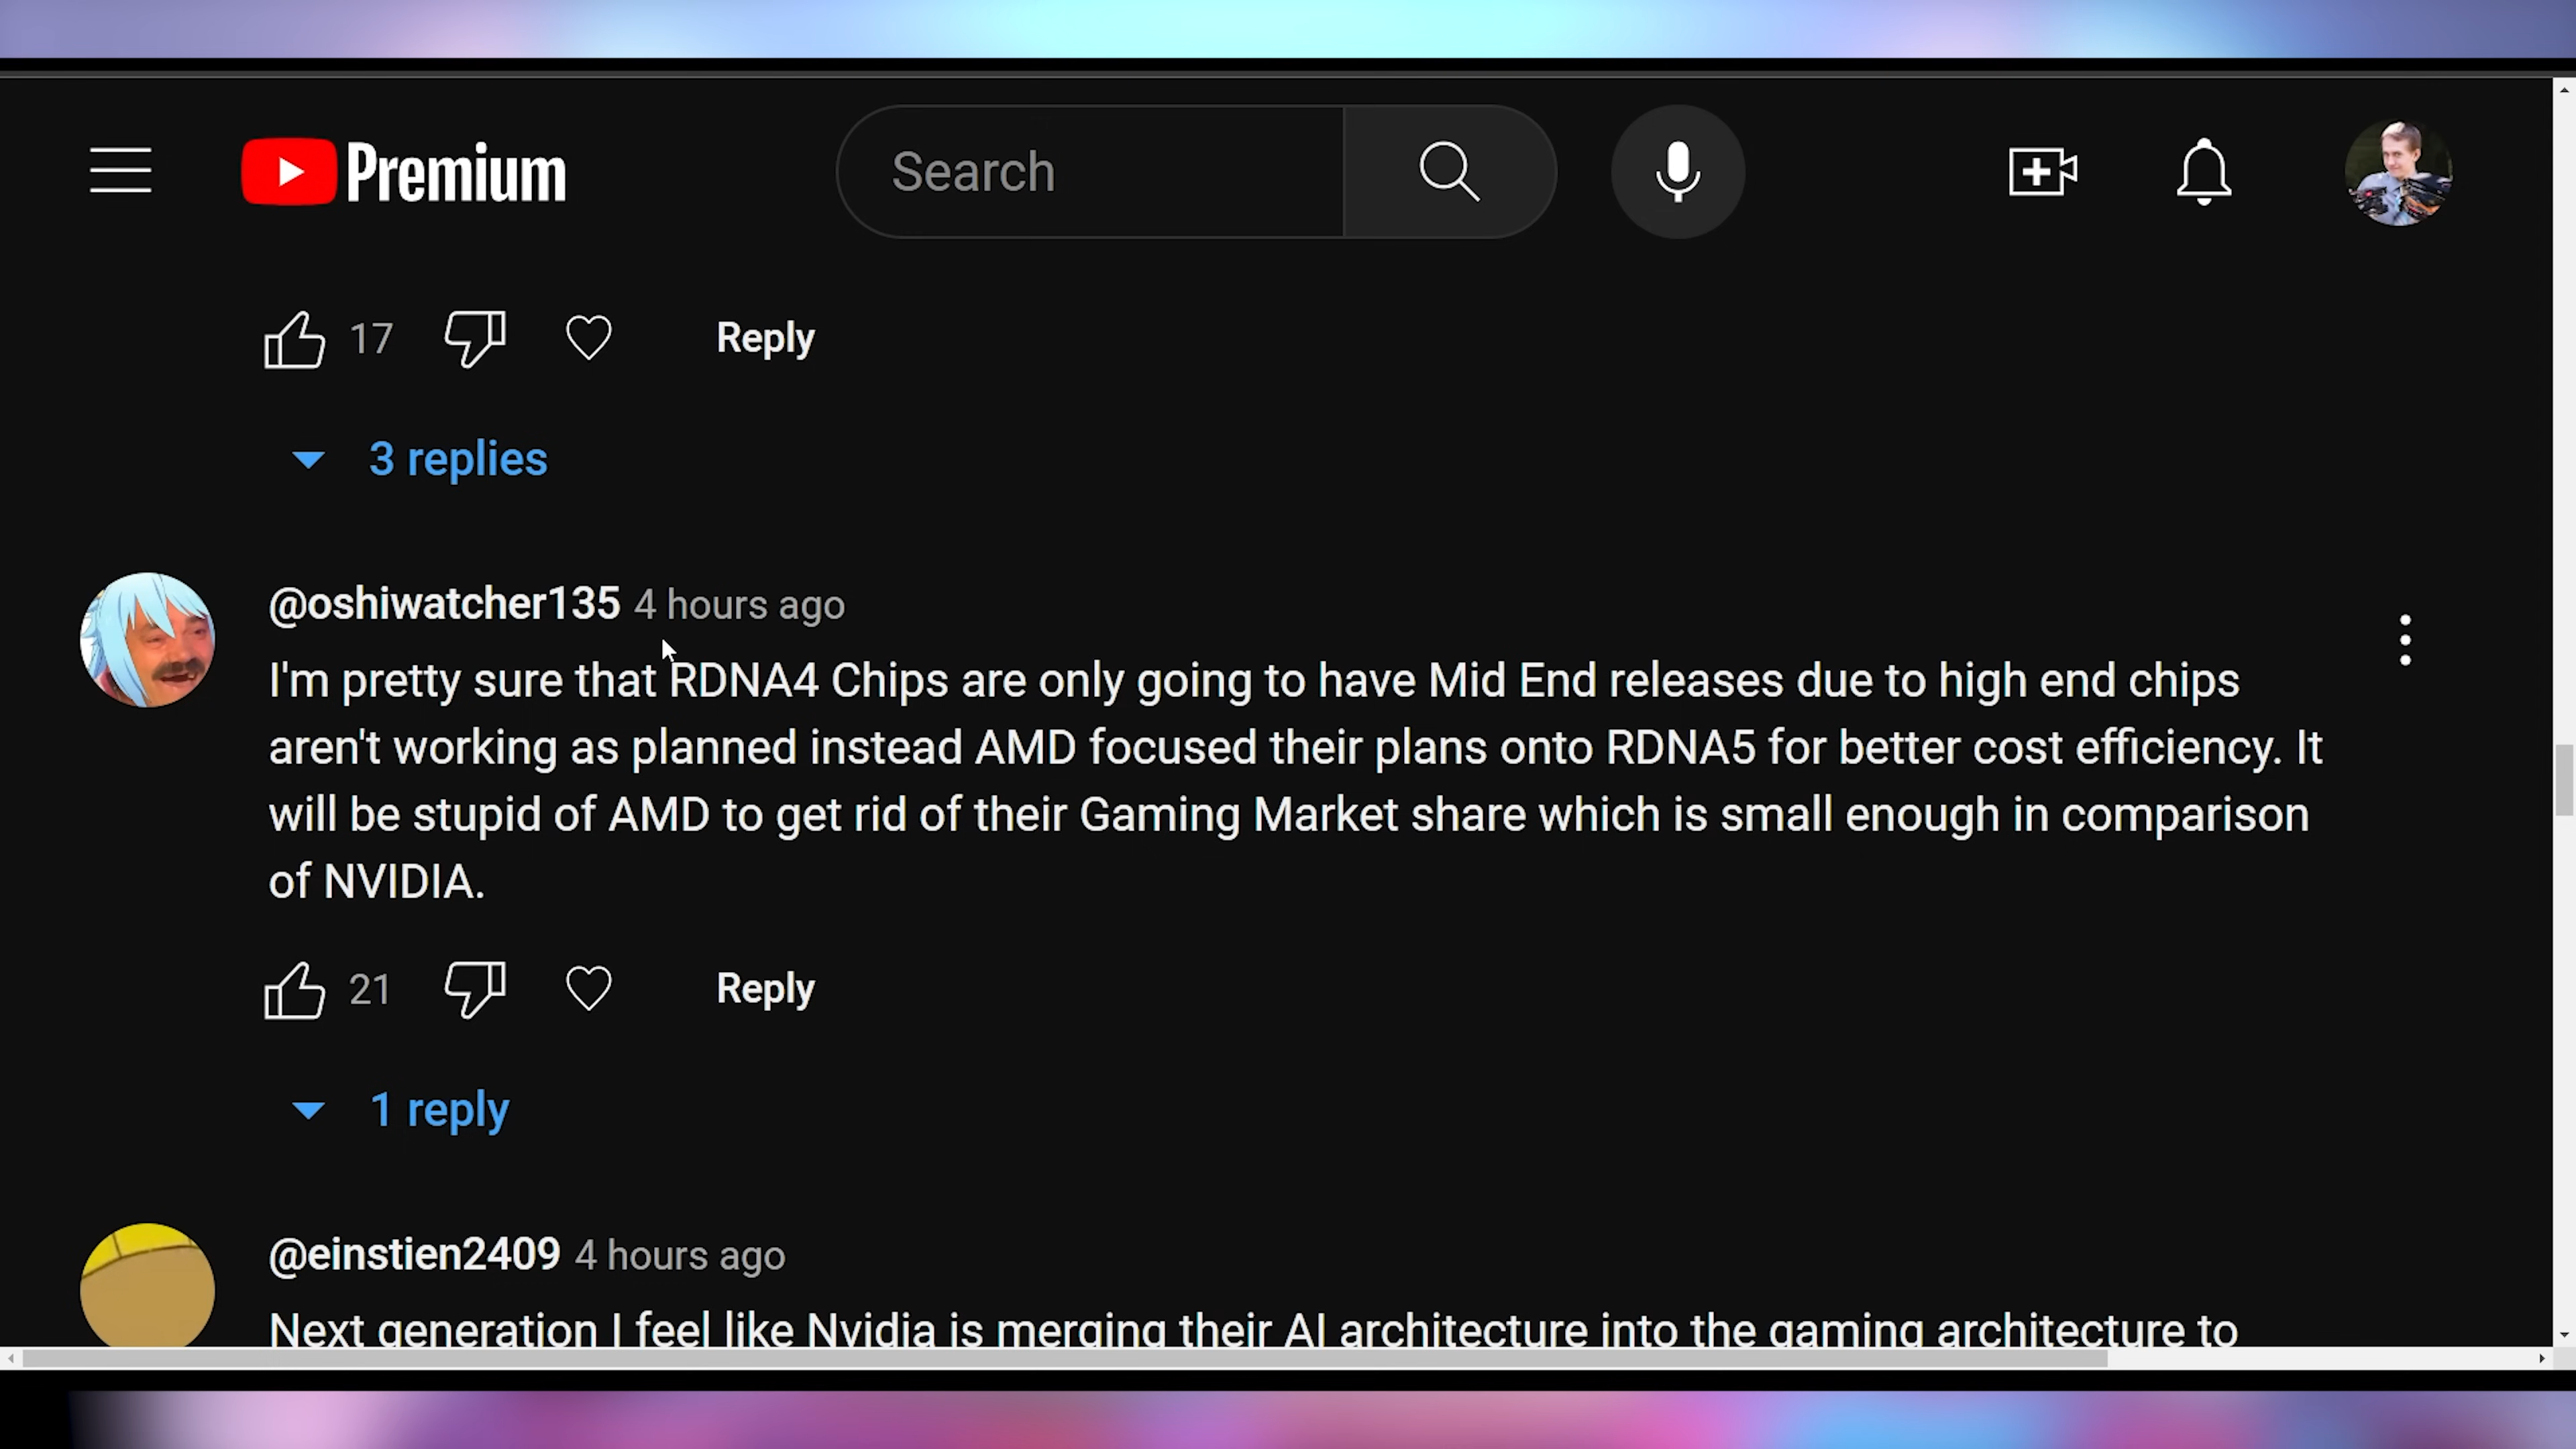 Premium
Search
17
Reply
3 replies
@oshiwatcher135 4 hours ago
I'm pretty sure that RDNA4 Chips are only going to have Mid End releases due to high end chips
aren't working as planned instead AMD focused their plans onto RDNA5 for better cost efficiency. It
will be stupid of AMD to get rid of their Gaming Market share which is small enough in comparison
of NVIDIA.
21
Reply
1 reply
@einstien2409 4 hours ago
Next generation I feel like Nvidia is merging their AI architecture into the gaming architecture to